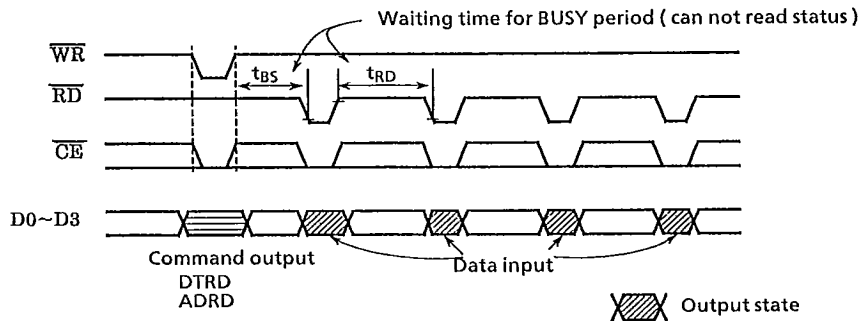 Waiting time for BUSY period ( can not read status )
WR
tBS
tRD
RD
CE
D0~D3
Command output
DTRD
ADRD
Data input
Output state